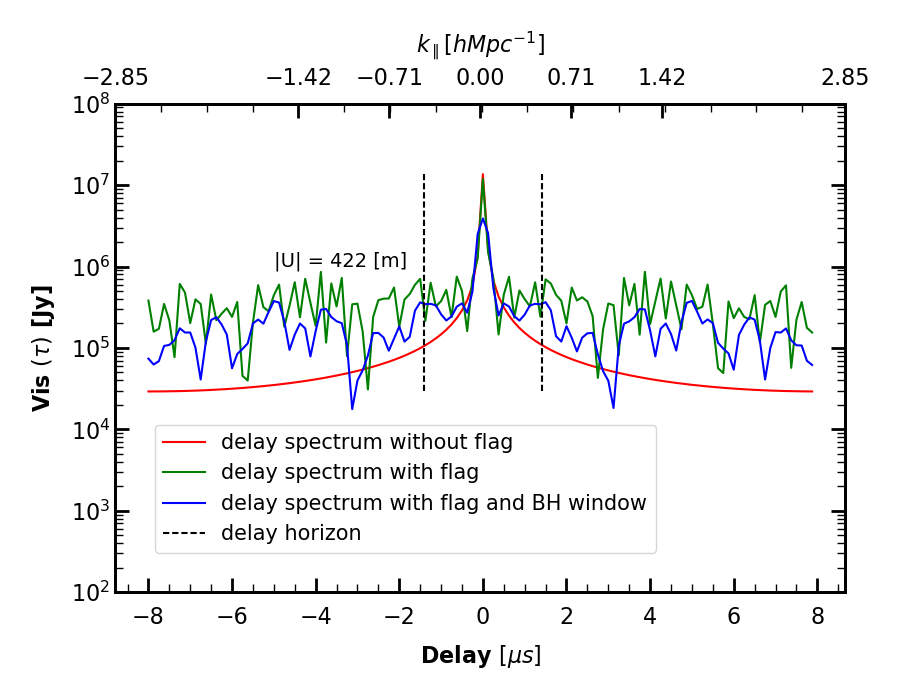 k∥ [hMpc⁻¹]
−2.85 −1.42 −0.71 0.00 0.71 1.42 2.85
10⁸
10⁷
10⁶
10⁵
10⁴
10³
10²
Vis (τ) [Jy]
|U| = 422 [m]
delay spectrum without flag
delay spectrum with flag
delay spectrum with flag and BH window
delay horizon
−8 −6 −4 −2 0 2 4 6 8
Delay [μs]